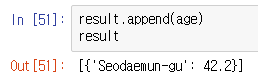 In [51]: result.append(age)
result
Out[51]: [{'Seodaemun-gu': 42.2}]